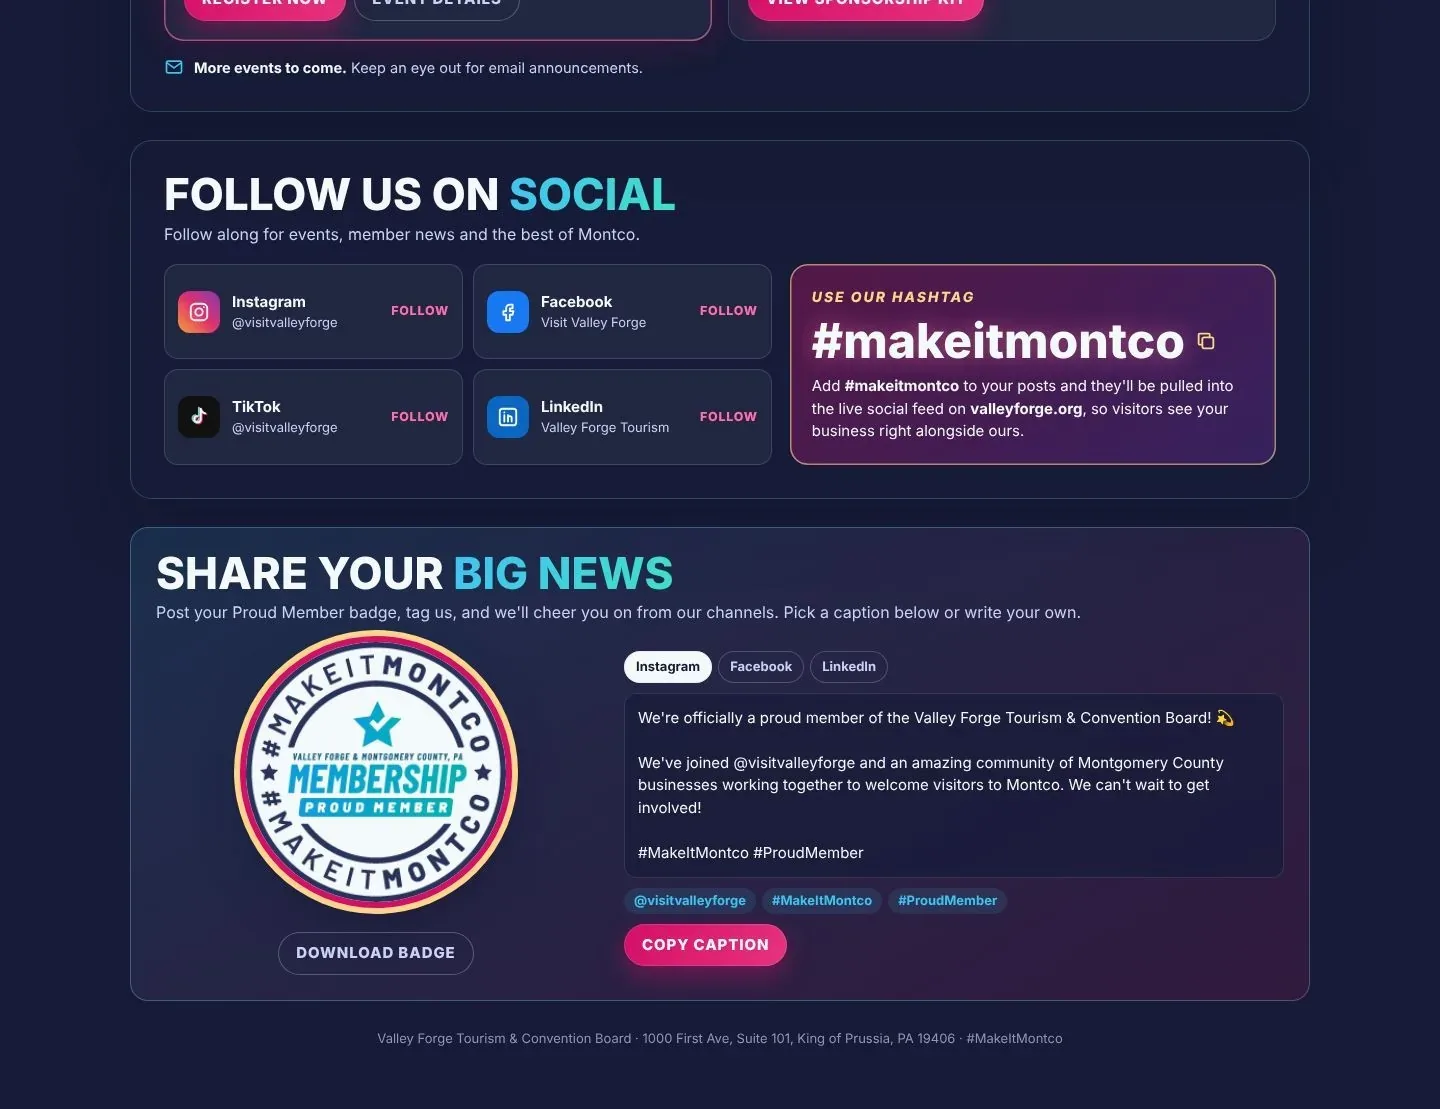 REGISTER NOW
EVENT DETAILS
VIEW SPONSORSHIP KIT
More events to come. Keep an eye out for email announcements.
FOLLOW US ON SOCIAL
Follow along for events, member news and the best of Montco.
Instagram
@visitvalleyforge
FOLLOW
Facebook
Visit Valley Forge
FOLLOW
TikTok
@visitvalleyforge
FOLLOW
LinkedIn
Valley Forge Tourism
FOLLOW
USE OUR HASHTAG
#makeitmontco
Add #makeitmontco to your posts and they'll be pulled into
the live social feed on valleyforge.org, so visitors see your
business right alongside ours.
SHARE YOUR BIG NEWS
Post your Proud Member badge, tag us, and we'll cheer you on from our channels. Pick a caption below or write your own.
#MAKEITMONTCO
VALLEY FORGE & MONTGOMERY COUNTY, PA
MEMBERSHIP
PROUD MEMBER
#MAKEITMONTCO
DOWNLOAD BADGE
Instagram
Facebook
LinkedIn
We're officially a proud member of the Valley Forge Tourism & Convention Board! 💫
We've joined @visitvalleyforge and an amazing community of Montgomery County
businesses working together to welcome visitors to Montco. We can't wait to get
involved!
#MakeItMontco #ProudMember
@visitvalleyforge
#MakeItMontco
#ProudMember
COPY CAPTION
Valley Forge Tourism & Convention Board · 1000 First Ave, Suite 101, King of Prussia, PA 19406 · #MakeItMontco